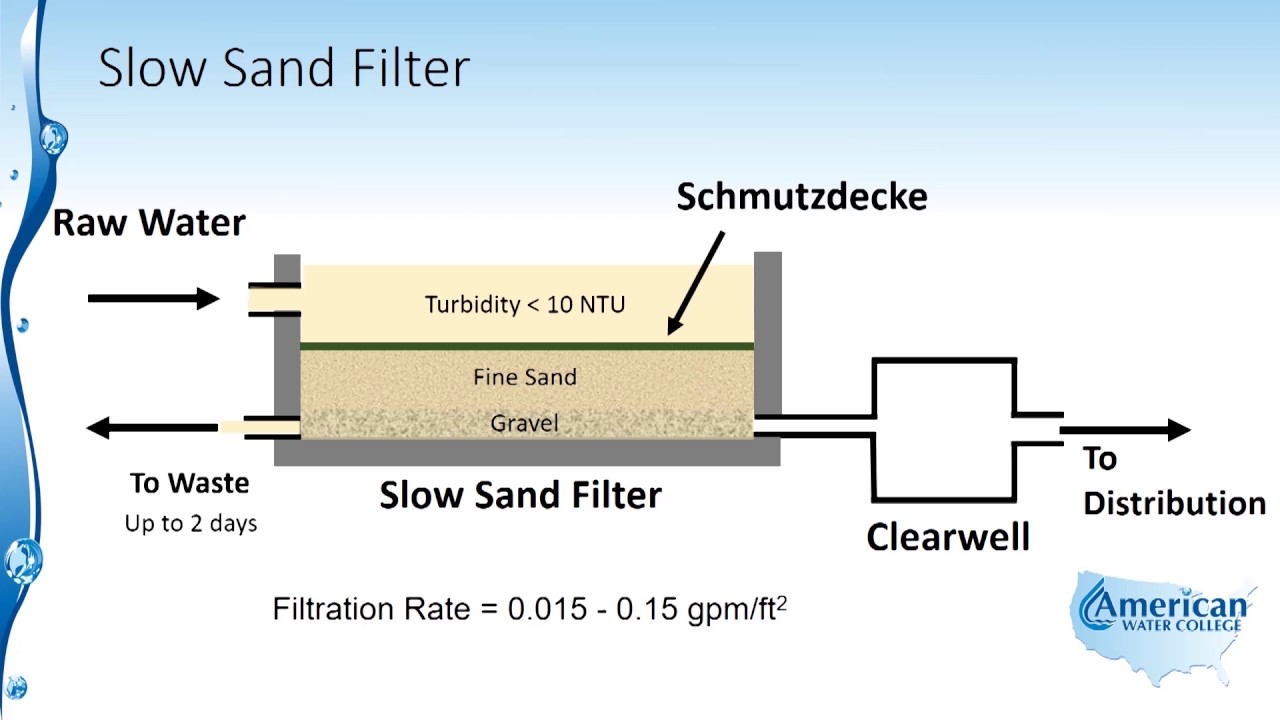 Slow Sand Filter
Raw Water
Schmutzdecke
Turbidity < 10 NTU
Fine Sand
Gravel
To Waste
Up to 2 days
Slow Sand Filter
Clearwell
To
Distribution
Filtration Rate = 0.015 - 0.15 gpm/ft²
American
WATER COLLEGE